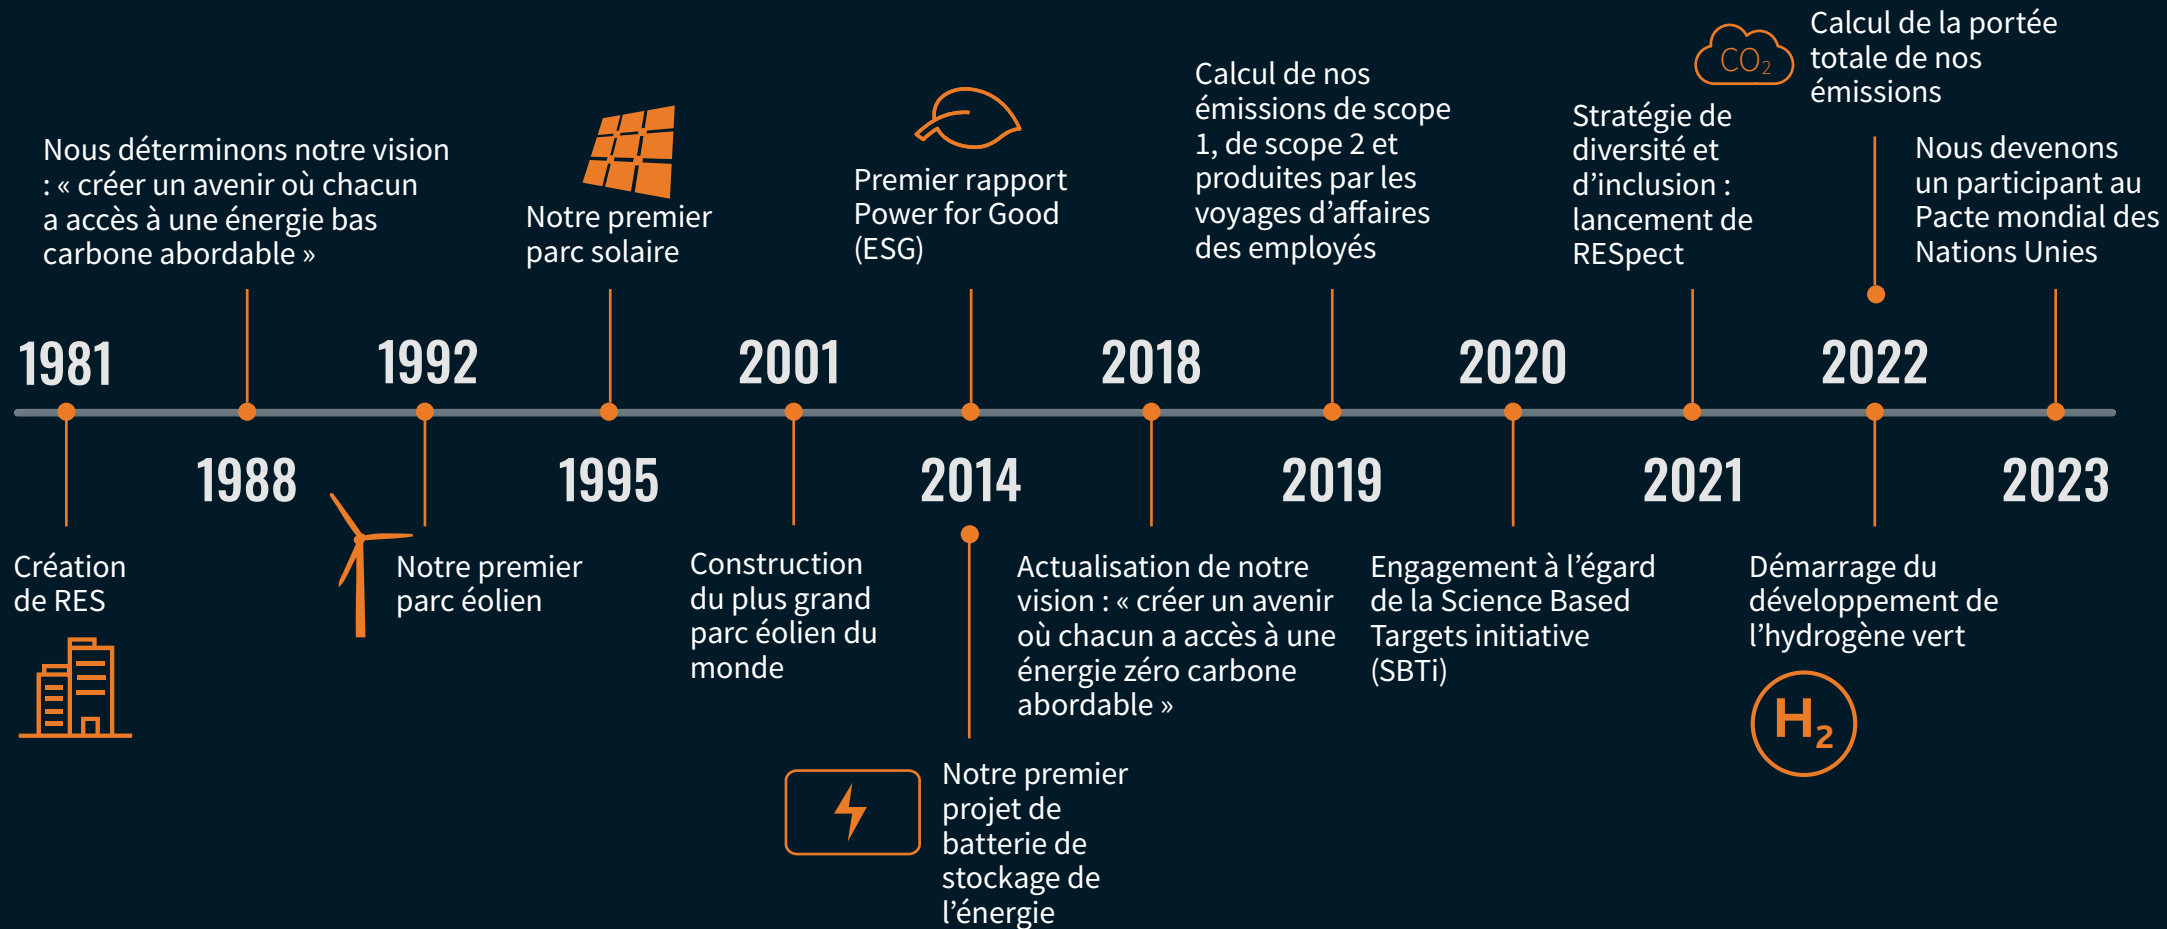 1981
Création
de RES
Nous déterminons notre vision
: « créer un avenir où chacun
a accès à une énergie bas
carbone abordable »
1988
1992
Notre premier
parc éolien
Notre premier
parc solaire
1995
2001
Construction
du plus grand
parc éolien du
monde
Premier rapport
Power for Good
(ESG)
2014
Notre premier
projet de
batterie de
stockage de
l’énergie
2018
Actualisation de notre
vision : « créer un avenir
où chacun a accès à une
énergie zéro carbone
abordable »
Calcul de nos
émissions de scope
1, de scope 2 et
produites par les
voyages d’affaires
des employés
2019
2020
Engagement à l’égard
de la Science Based
Targets initiative
(SBTi)
Stratégie de
diversité et
d’inclusion :
lancement de
RESpect
2021
CO₂
Calcul de la portée
totale de nos
émissions
2022
Démarrage du
développement de
l’hydrogène vert
H₂
Nous devenons
un participant au
Pacte mondial des
Nations Unies
2023